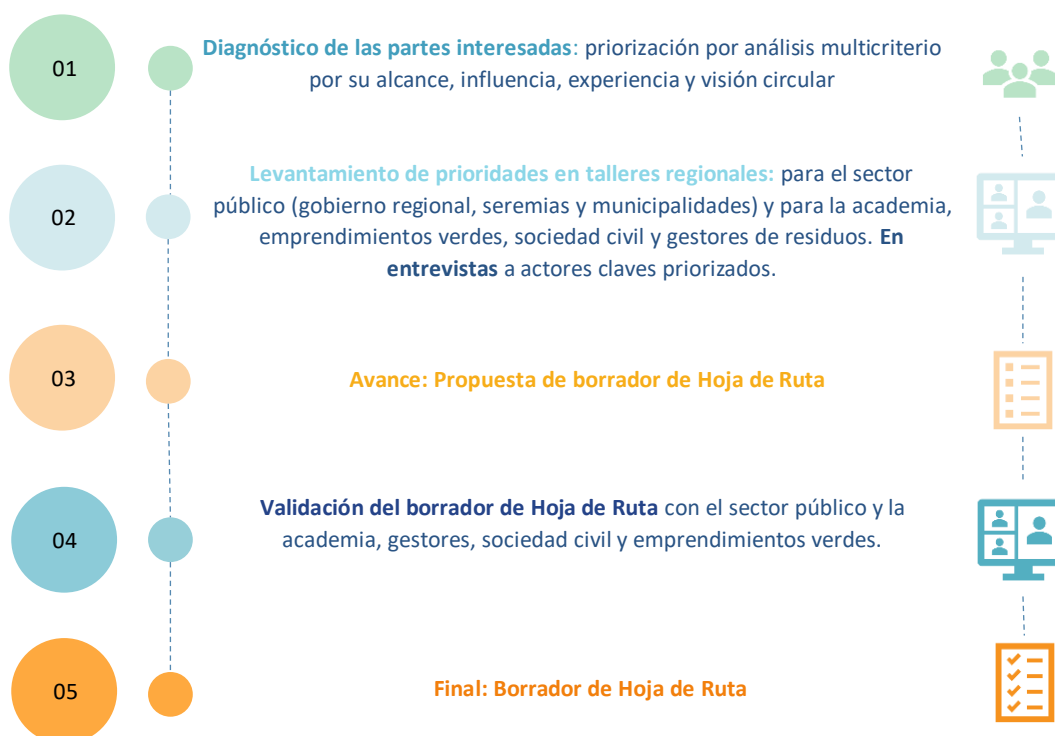 01
Diagnóstico de las partes interesadas: priorización por análisis multicriterio
por su alcance, influencia, experiencia y visión circular
02
Levantamiento de prioridades en talleres regionales: para el sector
público (gobierno regional, seremias y municipalidades) y para la academia,
emprendimientos verdes, sociedad civil y gestores de residuos. En
entrevistas a actores claves priorizados.
03
Avance: Propuesta de borrador de Hoja de Ruta
04
Validación del borrador de Hoja de Ruta con el sector público y la
academia, gestores, sociedad civil y emprendimientos verdes.
05
Final: Borrador de Hoja de Ruta